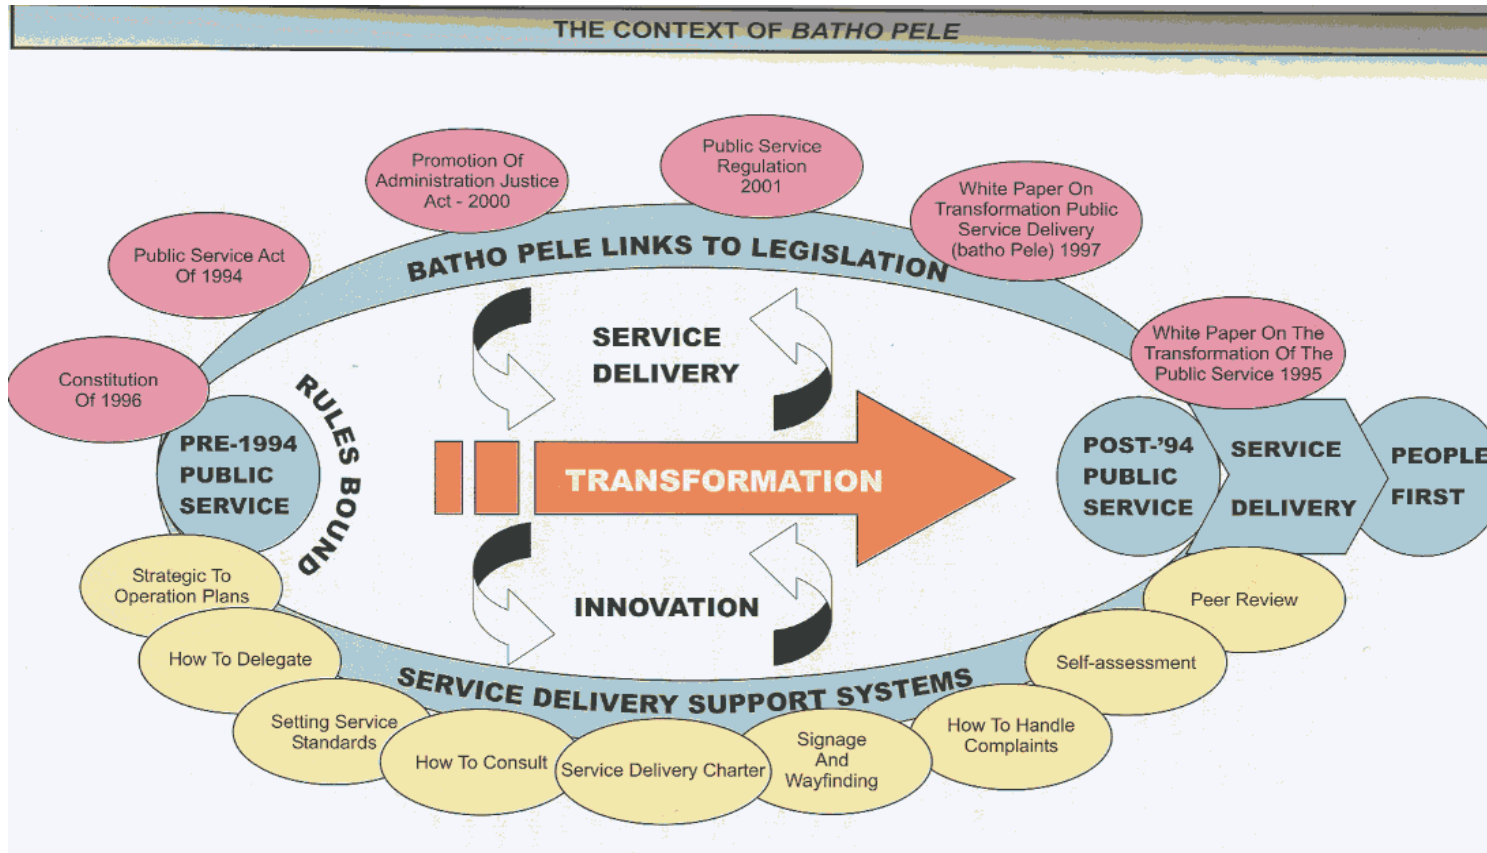 THE CONTEXT OF BATHO PELE
Public Service
Regulation
2001
Promotion Of
Administration Justice
Act - 2000
White Paper On
Transformation Public
Service Delivery
(batho Pele) 1997
Public Service Act
Of 1994
BATHO PELE LINKS TO LEGISLATION
White Paper On The
Transformation Of The
Public Service 1995
Constitution
Of 1996
SERVICE
DELIVERY
RULES BOUND
PRE-1994
PUBLIC
SERVICE
TRANSFORMATION
POST-'94
PUBLIC
SERVICE
SERVICE
DELIVERY
PEOPLE
FIRST
INNOVATION
Strategic To
Operation Plans
How To Delegate
Setting Service
Standards
How To Consult
Service Delivery Charter
Signage
And
Wayfinding
How To Handle
Complaints
Self-assessment
Peer Review
SERVICE DELIVERY SUPPORT SYSTEMS